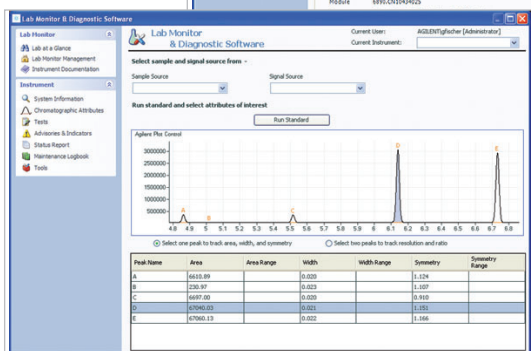 Module 6890.CN10434025
Lab Monitor & Diagnostic Software
Lab Monitor
Lab at a Glance
Lab Monitor Management
Instrument Documentation
Instrument
System Information
Chromatographic Attributes
Tests
Advisories & Indicators
Status Report
Maintenance Logbook
Tools
Lab Monitor
& Diagnostic Software
Current User: AGILENT\gfischer [Administrator]
Current Instrument:
Select sample and signal source from -
Sample Source Signal Source
Run standard and select attributes of interest
Run Standard
Agilent Plot Control
3000000
2500000
2000000
1500000
1000000
500000
A B C D E
4.8 4.9 5 5.1 5.2 5.3 5.4 5.5 5.6 5.7 5.8 5.9 6 6.1 6.2 6.3 6.4 6.5 6.6 6.7 6.8
Select one peak to track area, width, and symmetry Select two peaks to track resolution and ratio
Peak Name Area Area Range Width Width Range Symmetry Symmetry Range
A 6610.89 0.020 1.124
B 230.97 0.023 1.107
C 6697.00 0.020 0.910
D 67040.03 0.021 1.151
E 67060.13 0.022 1.166